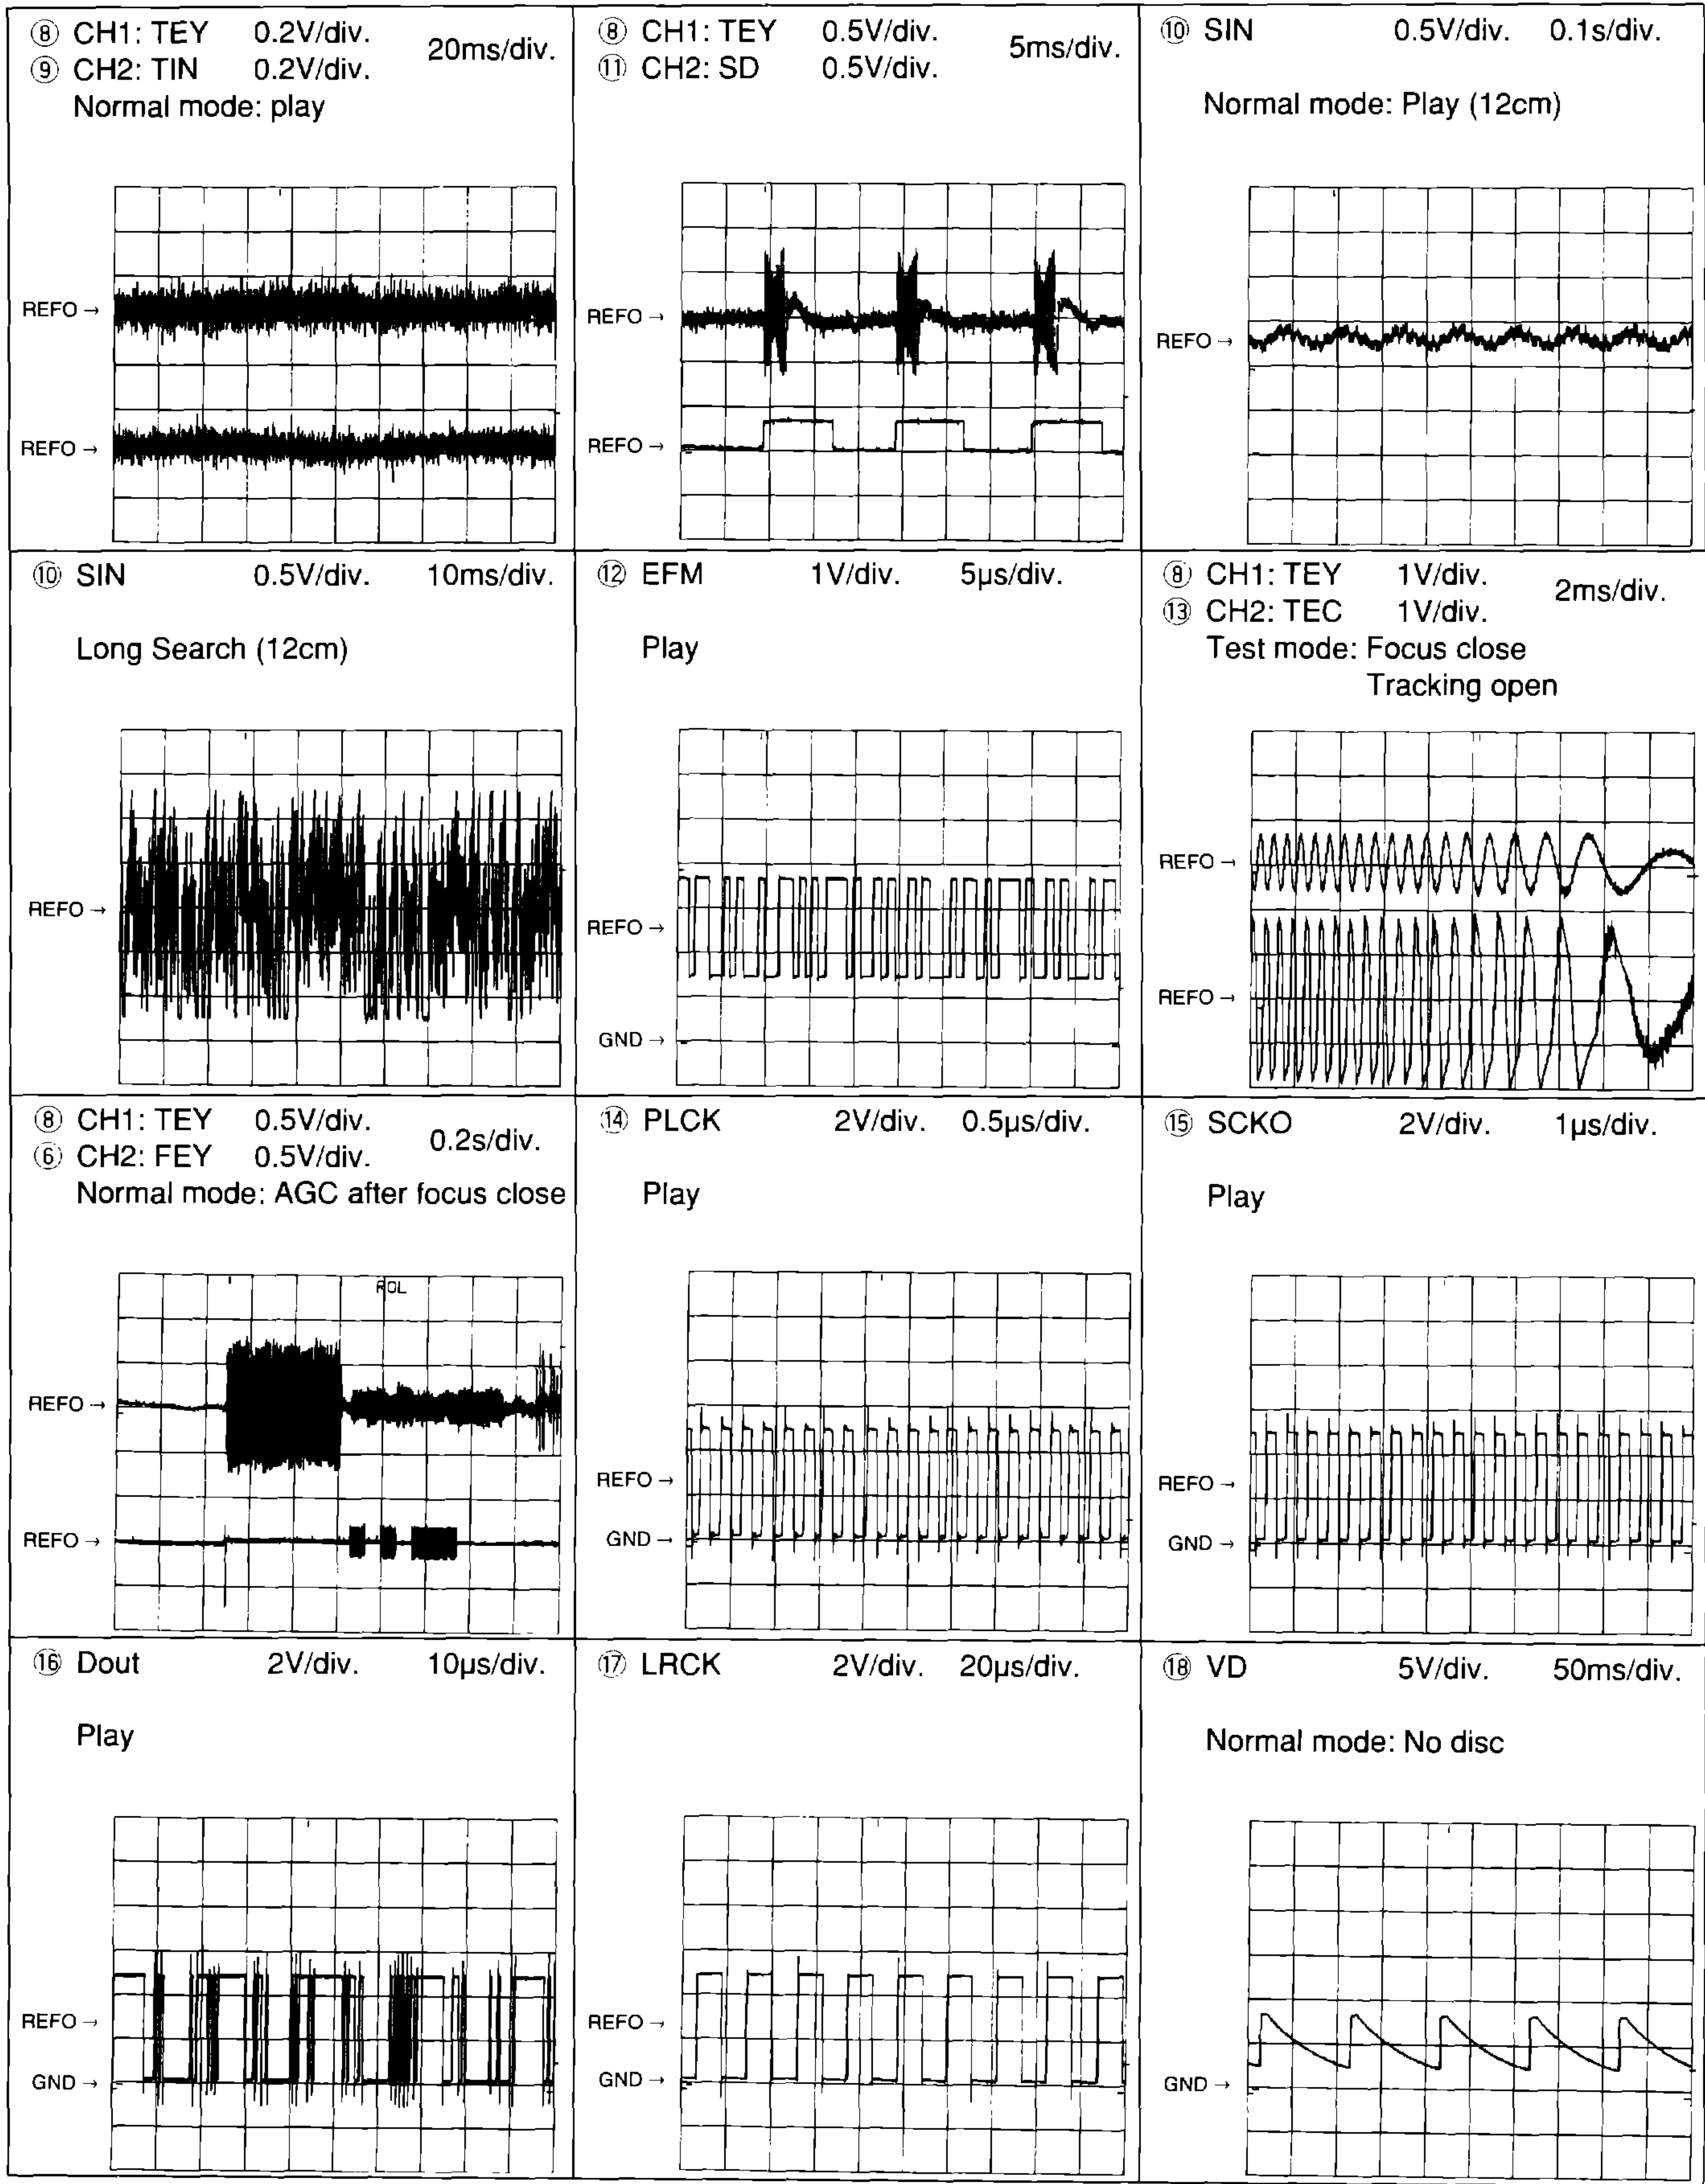 ⑧ CH1: TEY 0.2V/div. 20ms/div.
⑨ CH2: TIN 0.2V/div.
Normal mode: play
REFO →
REFO →
⑧ CH1: TEY 0.5V/div. 5ms/div.
⑪ CH2: SD 0.5V/div.
REFO →
REFO →
⑩ SIN 0.5V/div. 0.1s/div.
Normal mode: Play (12cm)
REFO →
⑩ SIN 0.5V/div. 10ms/div.
Long Search (12cm)
REFO →
⑫ EFM 1V/div. 5µs/div.
Play
REFO →
GND →
⑧ CH1: TEY 1V/div. 2ms/div.
⑬ CH2: TEC 1V/div.
Test mode: Focus close
Tracking open
REFO →
REFO →
⑧ CH1: TEY 0.5V/div. 0.2s/div.
⑥ CH2: FEY 0.5V/div.
Normal mode: AGC after focus close
ROL
REFO →
REFO →
⑭ PLCK 2V/div. 0.5µs/div.
Play
REFO →
GND →
⑮ SCKO 2V/div. 1µs/div.
Play
REFO →
GND →
⑯ Dout 2V/div. 10µs/div.
Play
REFO →
GND →
⑰ LRCK 2V/div. 20µs/div.
REFO →
GND →
⑱ VD 5V/div. 50ms/div.
Normal mode: No disc
GND →